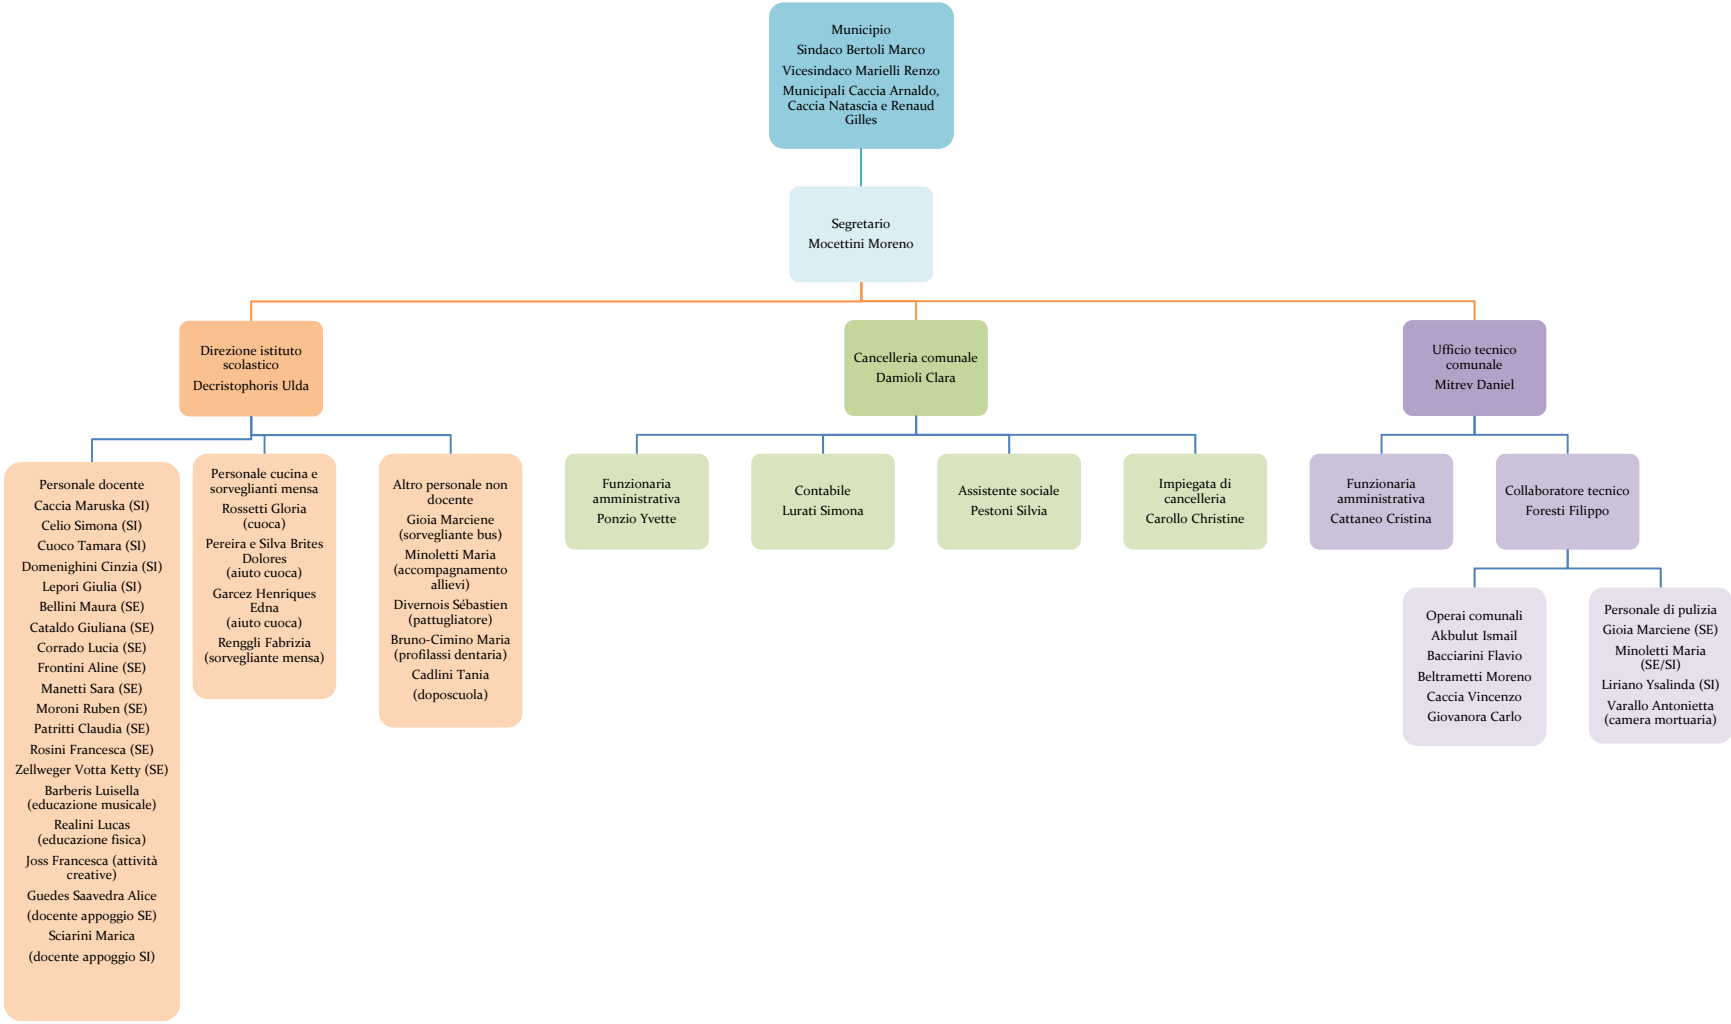 Municipio
Sindaco Bertoli Marco
Vicesindaco Marielli Renzo
Municipali Caccia Arnaldo,
Caccia Natascia e Renaud
Gilles
Segretario
Mocettini Moreno
Direzione istituto
scolastico
Decristophoris Ulda
Cancelleria comunale
Damioli Clara
Ufficio tecnico
comunale
Mitrev Daniel
Personale docente
Caccia Maruska (SI)
Celio Simona (SI)
Cuoco Tamara (SI)
Domenighini Cinzia (SI)
Lepori Giulia (SI)
Bellini Maura (SE)
Cataldo Giuliana (SE)
Corrado Lucia (SE)
Frontini Aline (SE)
Manetti Sara (SE)
Moroni Ruben (SE)
Patritti Claudia (SE)
Rosini Francesca (SE)
Zellweger Votta Ketty (SE)
Barberis Luisella
(educazione musicale)
Realini Lucas
(educazione fisica)
Joss Francesca (attività
creative)
Guedes Saavedra Alice
(docente appoggio SE)
Sciarini Marica
(docente appoggio SI)
Personale cucina e
sorveglianti mensa
Rossetti Gloria
(cuoca)
Pereira e Silva Brites
Dolores
(aiuto cuoca)
Garcez Henriques
Edna
(aiuto cuoca)
Renggli Fabrizia
(sorvegliante mensa)
Altro personale non
docente
Gioia Marciene
(sorvegliante bus)
Minoletti Maria
(accompagnamento
allievi)
Divernois Sébastien
(pattugliatore)
Bruno-Cimino Maria
(profilassi dentaria)
Cadlini Tania
(doposcuola)
Funzionaria
amministrativa
Ponzio Yvette
Contabile
Lurati Simona
Assistente sociale
Pestoni Silvia
Impiegata di
cancelleria
Carollo Christine
Funzionaria
amministrativa
Cattaneo Cristina
Collaboratore tecnico
Foresti Filippo
Operai comunali
Akbulut Ismail
Bacciarini Flavio
Beltrametti Moreno
Caccia Vincenzo
Giovanora Carlo
Personale di pulizia
Gioia Marciene (SE)
Minoletti Maria
(SE/SI)
Liriano Ysalinda (SI)
Varallo Antonietta
(camera mortuaria)